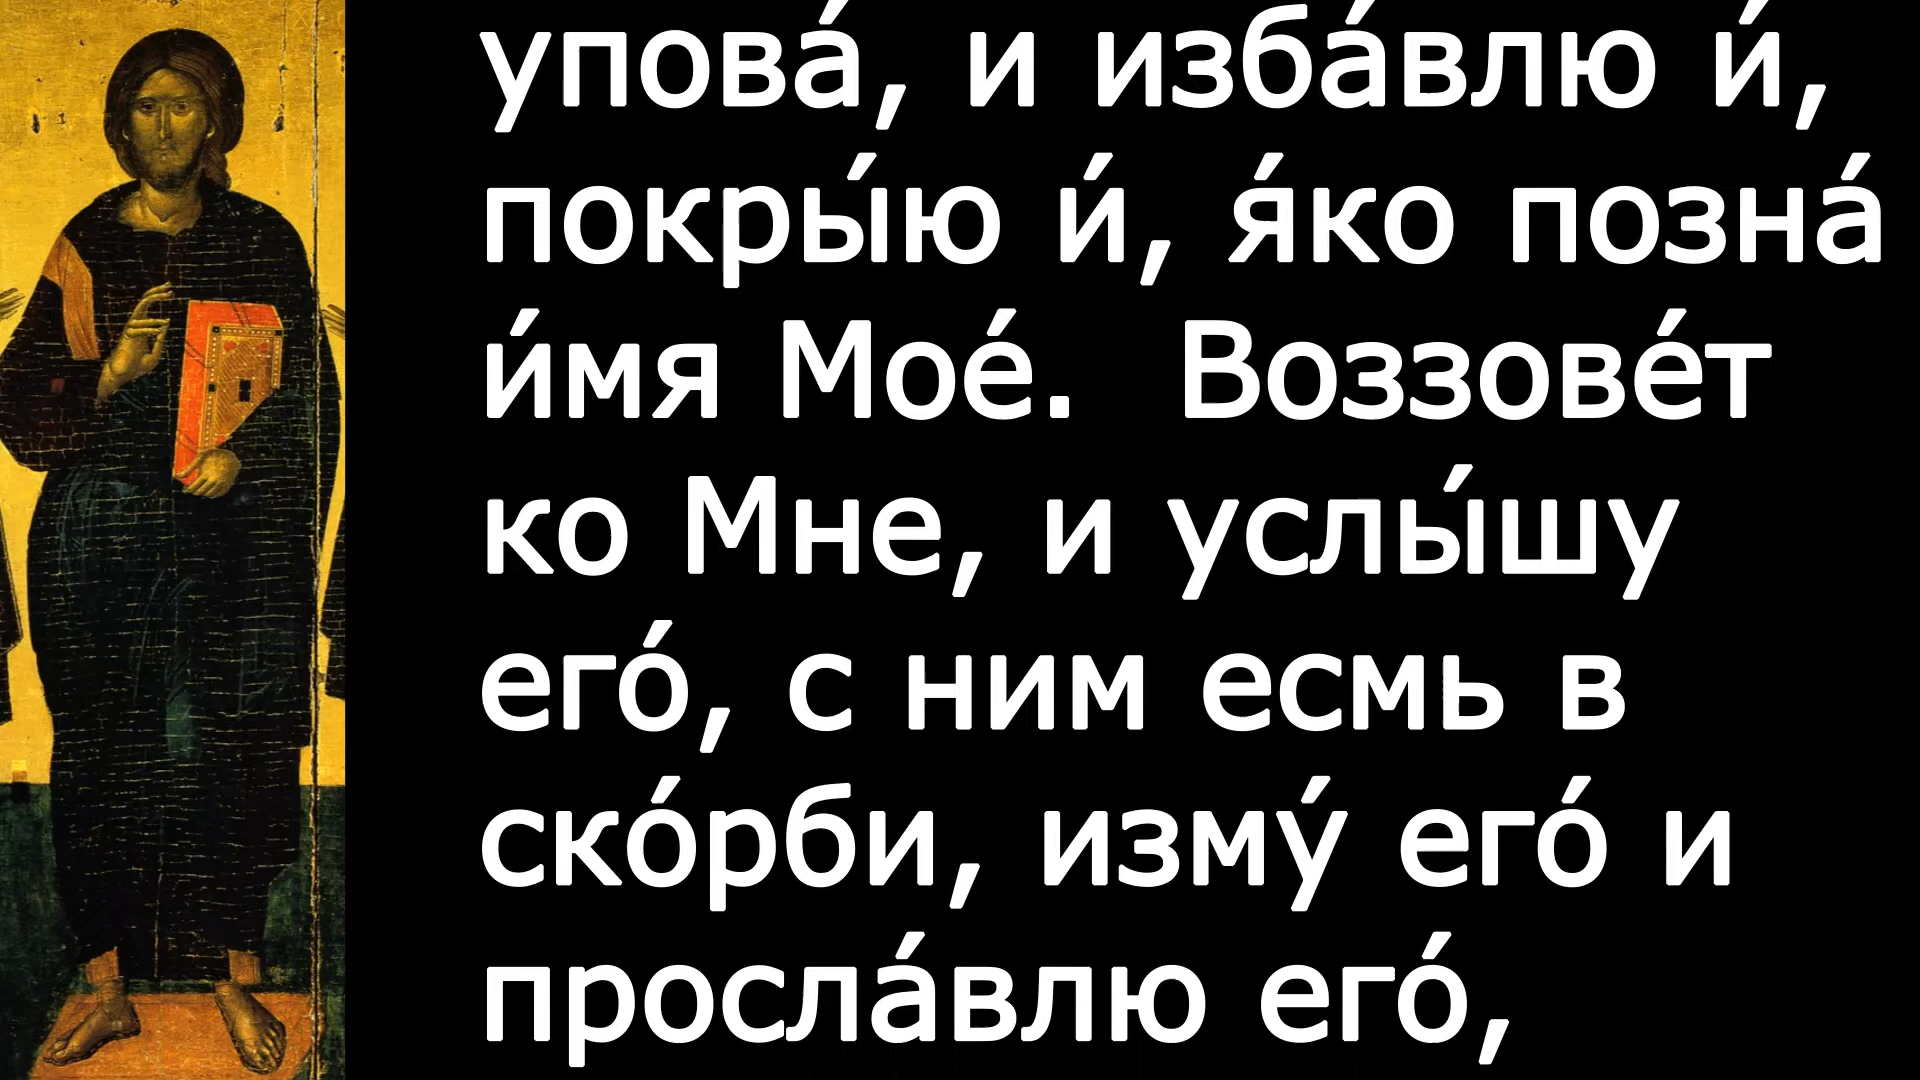 упова́, и изба́влю и́,
покры́ю и́, я́ко позна́
и́мя Мое́.  Воззове́т
ко Мне, и услы́шу
его́, с ним есмь в
ско́рби, изму́ его́ и
просла́влю его́,